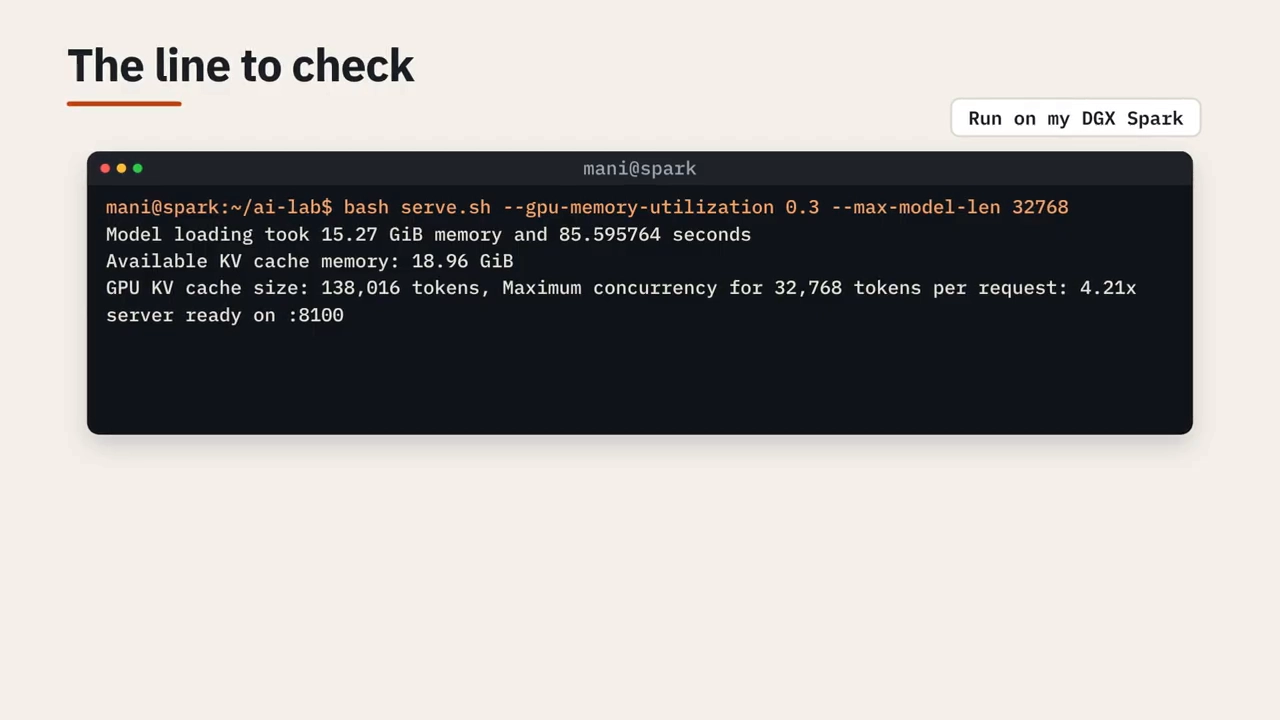 The line to check
Run on my DGX Spark
mani@spark
mani@spark:~/ai-lab$ bash serve.sh --gpu-memory-utilization 0.3 --max-model-len 32768
Model loading took 15.27 GiB memory and 85.595764 seconds
Available KV cache memory: 18.96 GiB
GPU KV cache size: 138,016 tokens, Maximum concurrency for 32,768 tokens per request: 4.21x
server ready on :8100